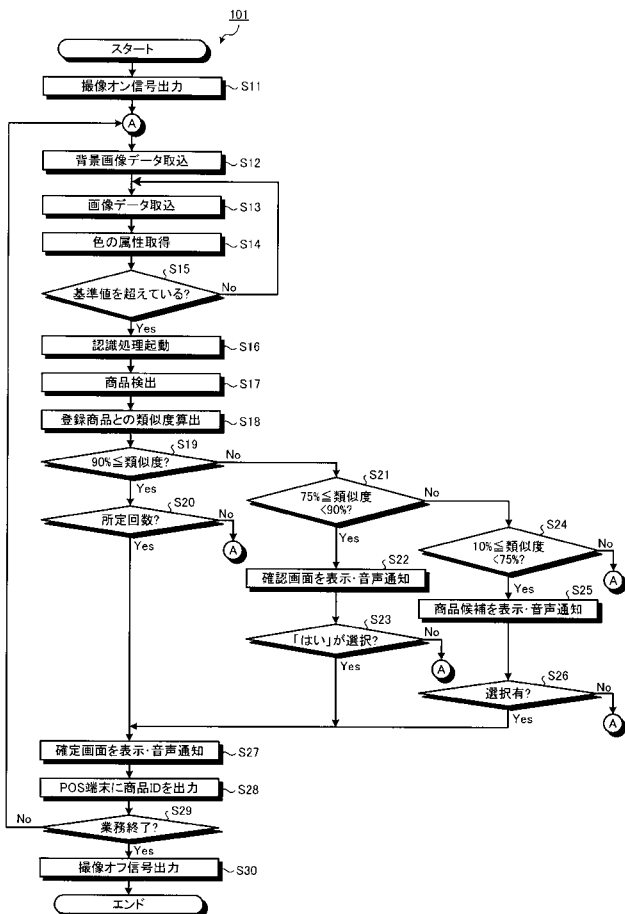 101
スタート
撮像オン信号出力
S11
A
背景画像データ取込
S12
画像データ取込
S13
色の属性取得
S14
S15
基準値を超えている?
No
Yes
認識処理起動
S16
商品検出
S17
登録商品との類似度算出
S18
S19
90%≦類似度?
No
Yes
S20
所定回数?
No
A
Yes
S21
75%≦類似度
<90%?
No
Yes
S22
確認画面を表示・音声通知
S23
「はい」が選択?
No
A
Yes
S24
10%≦類似度
<75%?
No
A
Yes
S25
商品候補を表示・音声通知
S26
選択有?
No
A
Yes
確定画面を表示・音声通知
S27
POS端末に商品IDを出力
S28
S29
業務終了?
No
Yes
撮像オフ信号出力
S30
エンド